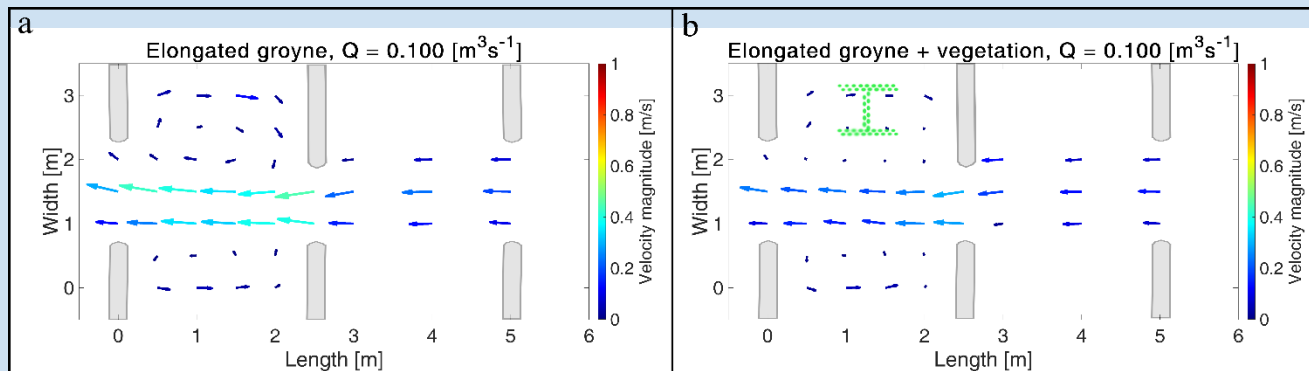 a
Elongated groyne, Q = 0.100 [m³s⁻¹]
Width [m]
3
2
1
0
0 1 2 3 4 5 6
Length [m]
1
0.8
0.6
0.4
0.2
0
Velocity magnitude [m/s]
b
Elongated groyne + vegetation, Q = 0.100 [m³s⁻¹]
Width [m]
3
2
1
0
0 1 2 3 4 5 6
Length [m]
1
0.8
0.6
0.4
0.2
0
Velocity magnitude [m/s]